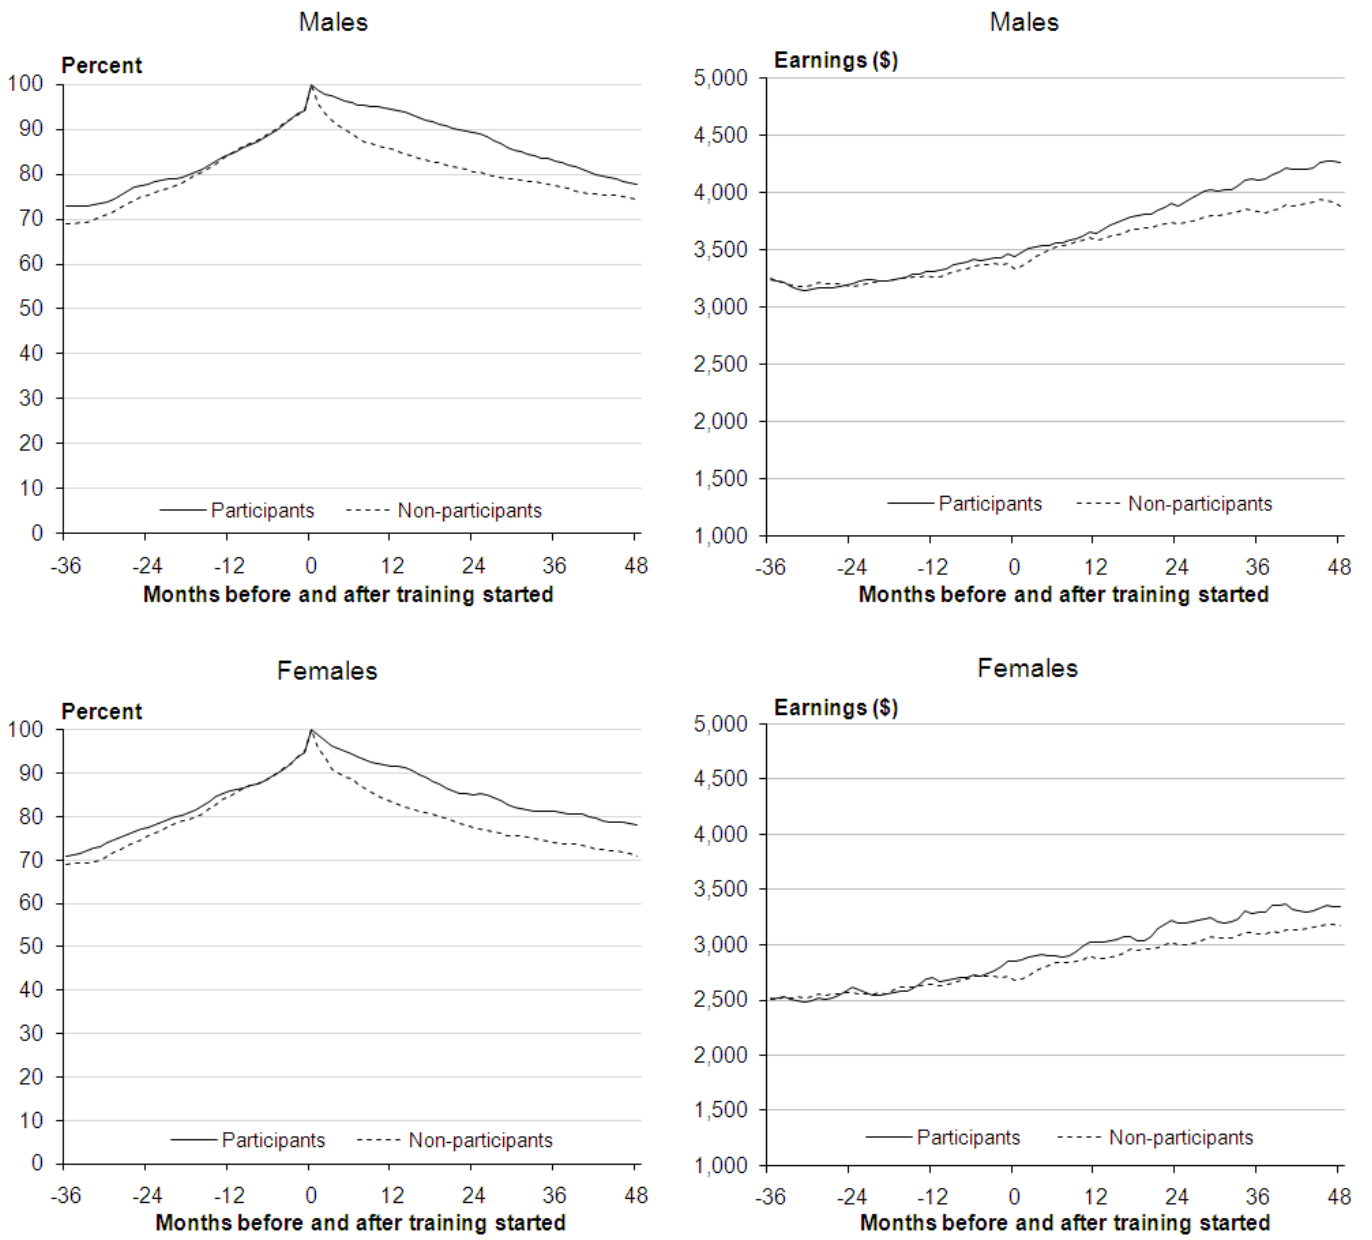 Males
Percent
100
90
80
70
60
50
40
30
20
10
0
Participants Non-participants
-36 -24 -12 0 12 24 36 48
Months before and after training started
Males
Earnings ($)
5,000
4,500
4,000
3,500
3,000
2,500
2,000
1,500
1,000
Participants Non-participants
-36 -24 -12 0 12 24 36 48
Months before and after training started
Females
Percent
100
90
80
70
60
50
40
30
20
10
0
Participants Non-participants
-36 -24 -12 0 12 24 36 48
Months before and after training started
Females
Earnings ($)
5,000
4,500
4,000
3,500
3,000
2,500
2,000
1,500
1,000
Participants Non-participants
-36 -24 -12 0 12 24 36 48
Months before and after training started